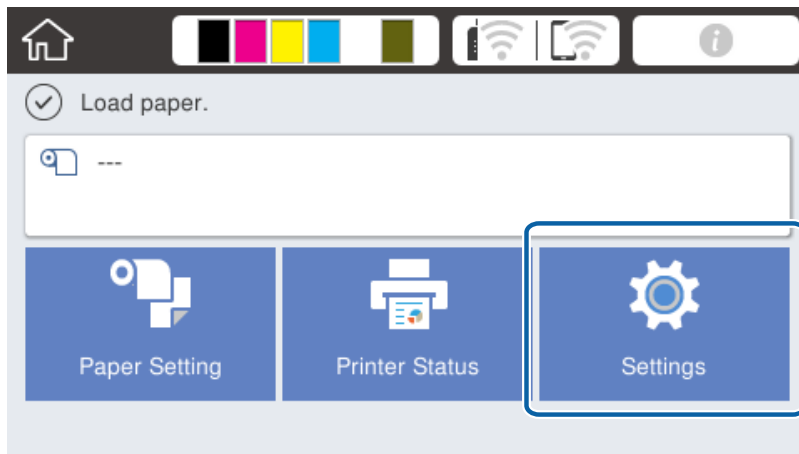 i
Load paper.
---
Paper Setting
Printer Status
Settings